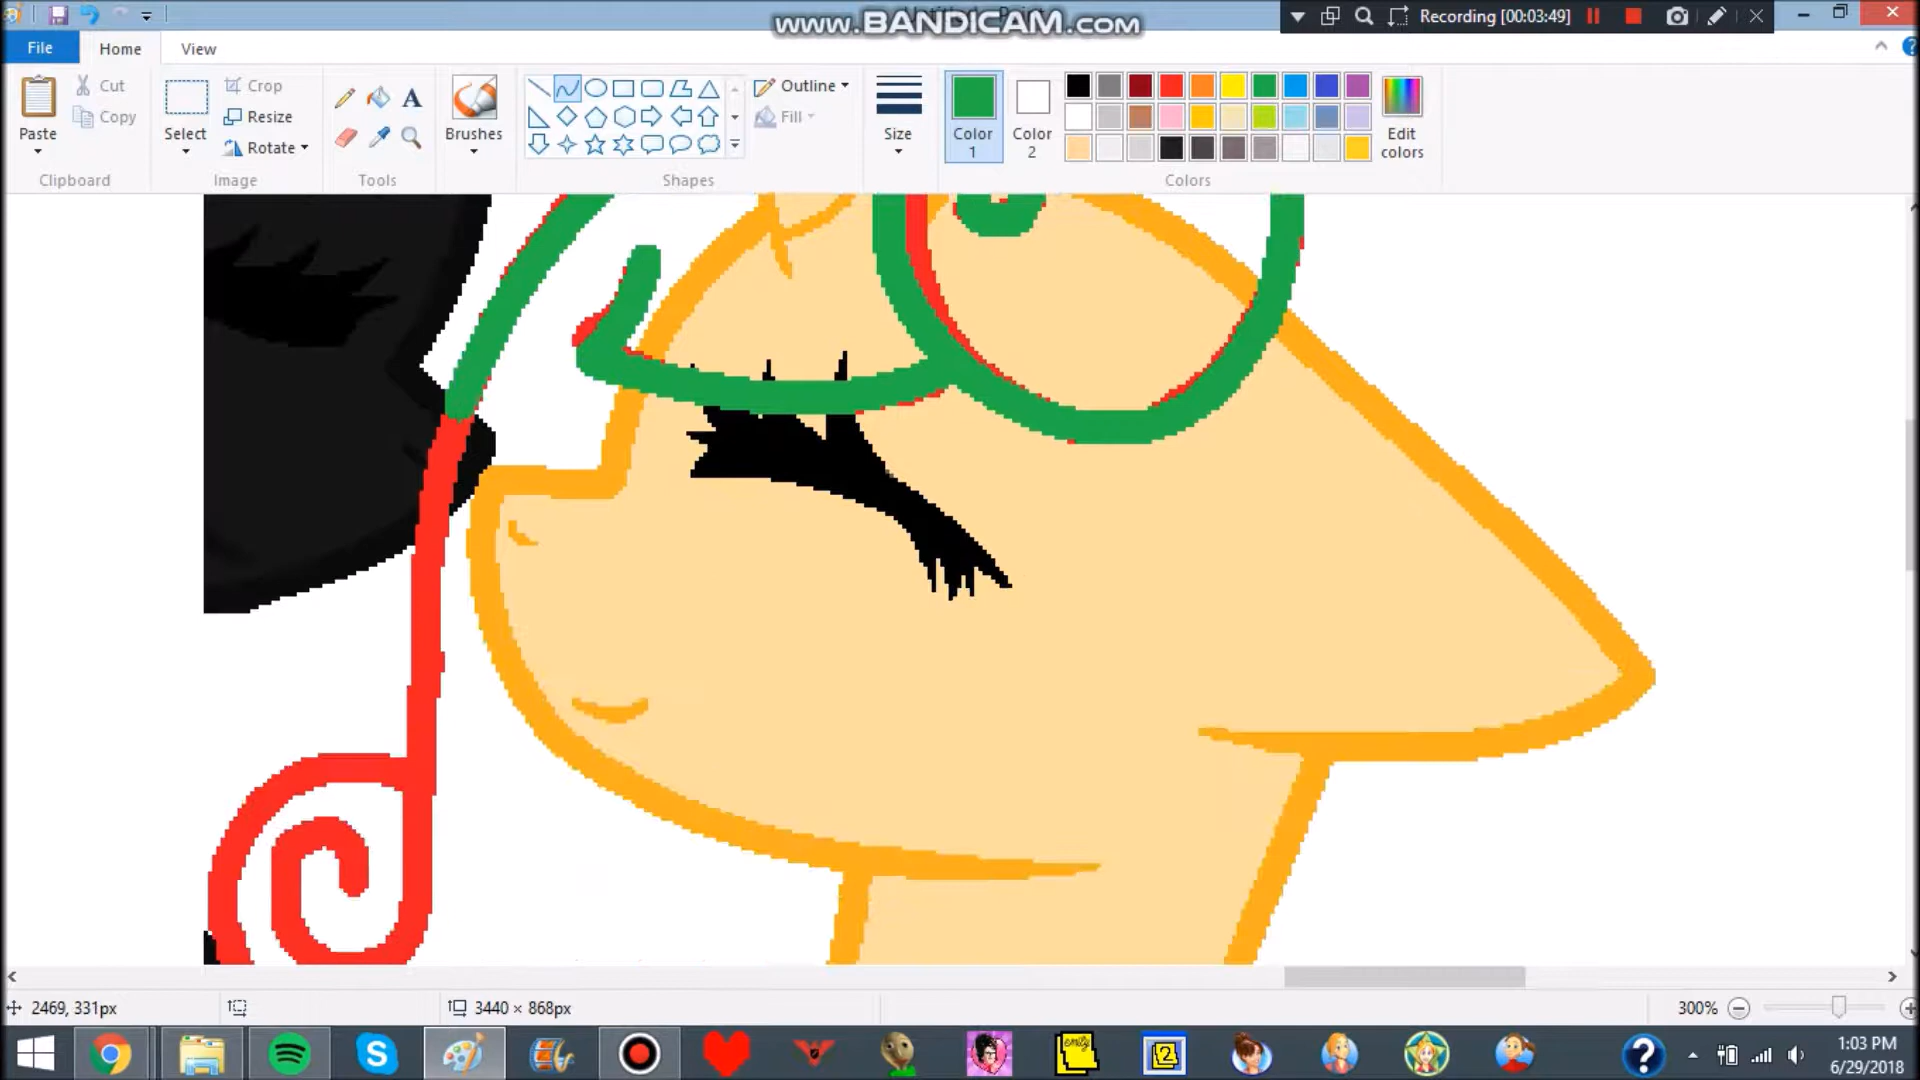 www.BANDICAM.com
Recording [00:03:49]
File
Home
View
Paste
Cut
Copy
Clipboard
Select
Crop
Resize
Rotate
Image
A
Tools
Brushes
Shapes
Outline
Fill
Size
Color
1
Color
2
Edit
colors
Colors
2469, 331px
3440 × 868px
300%
emily
2
?
1:03 PM
6/29/2018